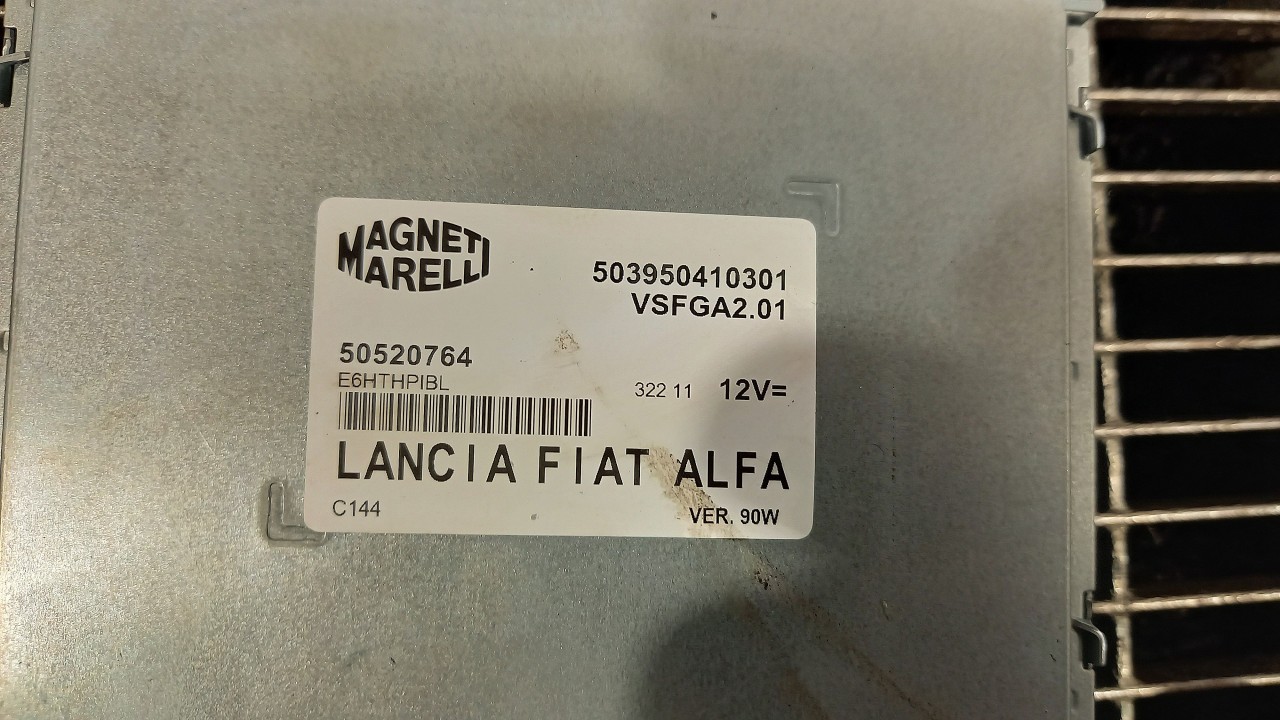 MAGNETI
MARELLI
503950410301
VSFGA2.01
50520764
E6HTHPIBL
322 11 12V=
LANCIA FIAT ALFA
C144 VER. 90W